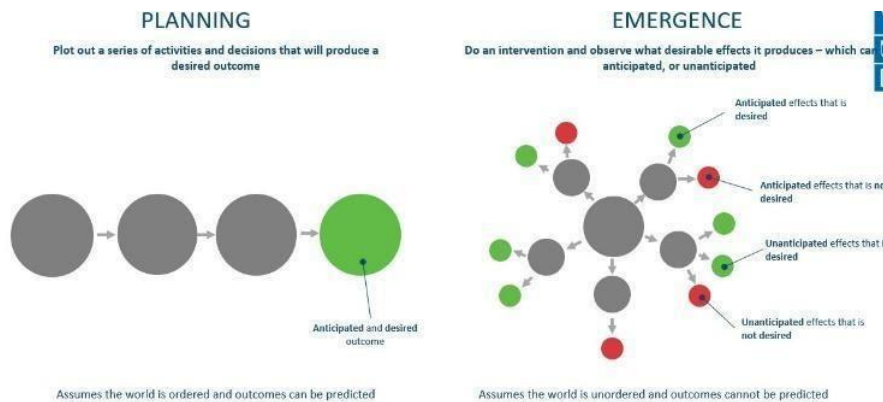 PLANNING
Plot out a series of activities and decisions that will produce a
desired outcome
Anticipated and desired
outcome
Assumes the world is ordered and outcomes can be predicted
EMERGENCE
Do an intervention and observe what desirable effects it produces – which can
anticipated, or unanticipated
Anticipated effects that is
desired
Anticipated effects that is
desired
Unanticipated effects that
desired
Unanticipated effects that is
not desired
Assumes the world is unordered and outcomes cannot be predicted